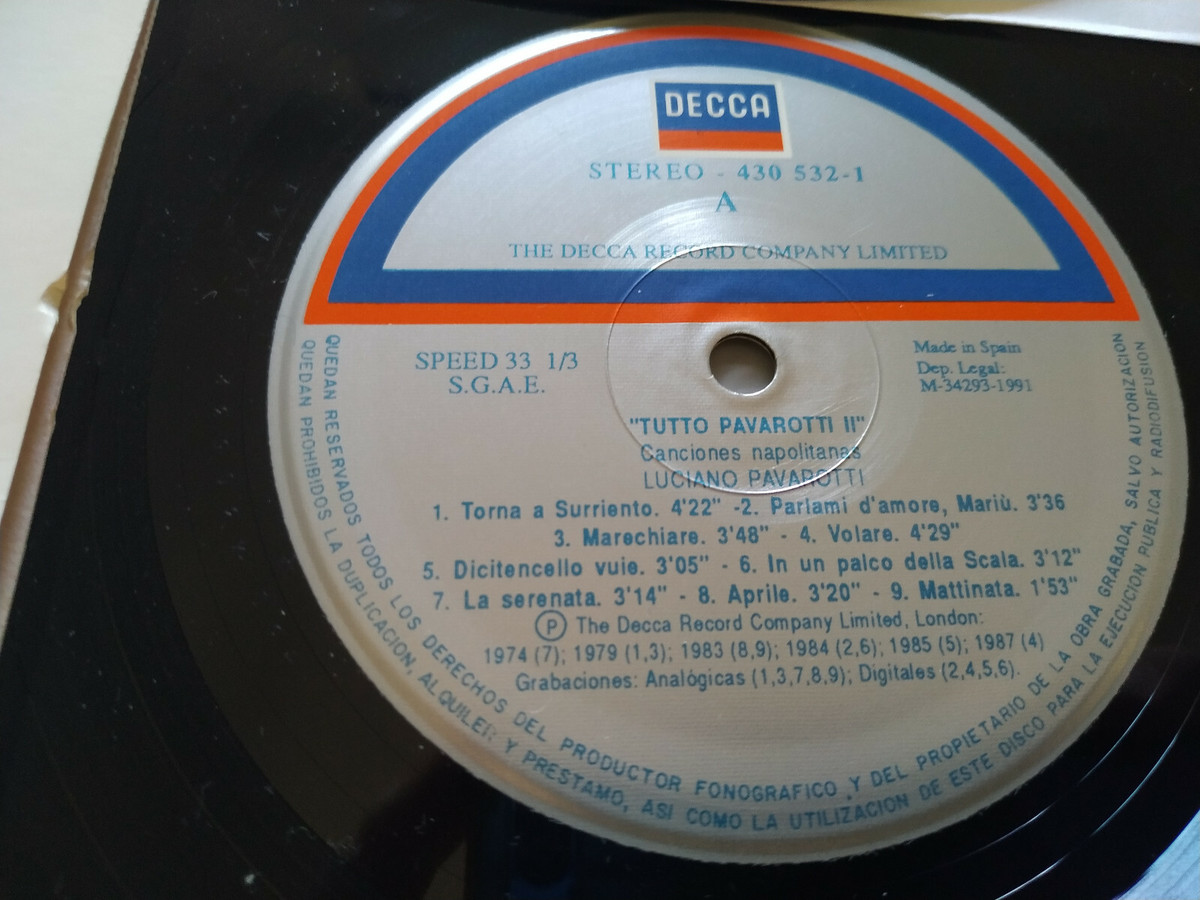 DECCA
STEREO - 430 532-1
A
THE DECCA RECORD COMPANY LIMITED
SPEED 33 1/3
S.G.A.E.
Made in Spain
Dep. Legal:
M-34293-1991
"TUTTO PAVAROTTI II"
Canciones napolitanas
LUCIANO PAVAROTTI
1. Torna a Surriento. 4'22" -2. Parlami d'amore, Mariù. 3'36
3. Marechiare. 3'48" - 4. Volare. 4'29"
5. Dicitencello vuie. 3'05" - 6. In un palco della Scala. 3'12"
7. La serenata. 3'14" - 8. Aprile. 3'20" - 9. Mattinata. 1'53"
Ⓟ The Decca Record Company Limited, London:
1974 (7); 1979 (1,3); 1983 (8,9); 1984 (2,6); 1985 (5); 1987 (4)
Grabaciones: Analógicas (1,3,7,8,9); Digitales (2,4,5,6).
QUEDAN RESERVADOS TODOS LOS DERECHOS DEL PRODUCTOR FONOGRAFICO Y DEL PROPIETARIO DE LA OBRA GRABADA, SALVO AUTORIZACION
QUEDAN PROHIBIDOS LA DUPLICACION, ALQUILER Y PRESTAMO, ASI COMO LA UTILIZACION DE ESTE DISCO PARA LA EJECUCION PUBLICA Y RADIODIFUSION